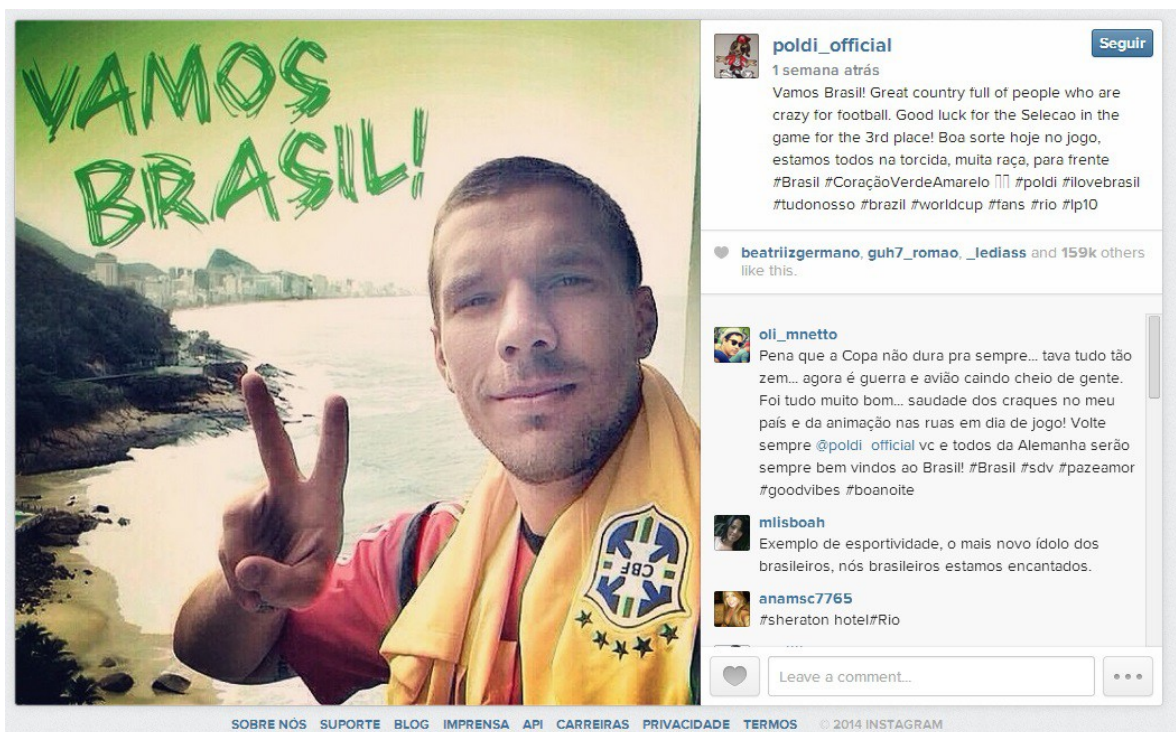 VAMOS
BRASIL!
CBF
poldi_official
Seguir
1 semana atrás
Vamos Brasil! Great country full of people who are
crazy for football. Good luck for the Selecao in the
game for the 3rd place! Boa sorte hoje no jogo,
estamos todos na torcida, muita raça, para frente
#Brasil #CoraçãoVerdeAmarelo #poldi #ilovebrasil
#tudonosso #brazil #worldcup #fans #rio #lp10
beatriizgermano, guh7_romao, _lediass and 159k others
like this.
oli_mnetto
Pena que a Copa não dura pra sempre... tava tudo tão
zem... agora é guerra e avião caindo cheio de gente.
Foi tudo muito bom... saudade dos craques no meu
país e da animação nas ruas em dia de jogo! Volte
sempre @poldi_official vc e todos da Alemanha serão
sempre bem vindos ao Brasil! #Brasil #sdv #pazeamor
#goodvibes #boanoite
mlisboah
Exemplo de esportividade, o mais novo ídolo dos
brasileiros, nós brasileiros estamos encantados.
anamsc7765
#sheraton hotel#Rio
Leave a comment...
SOBRE NÓS SUPORTE BLOG IMPRENSA API CARREIRAS PRIVACIDADE TERMOS © 2014 INSTAGRAM